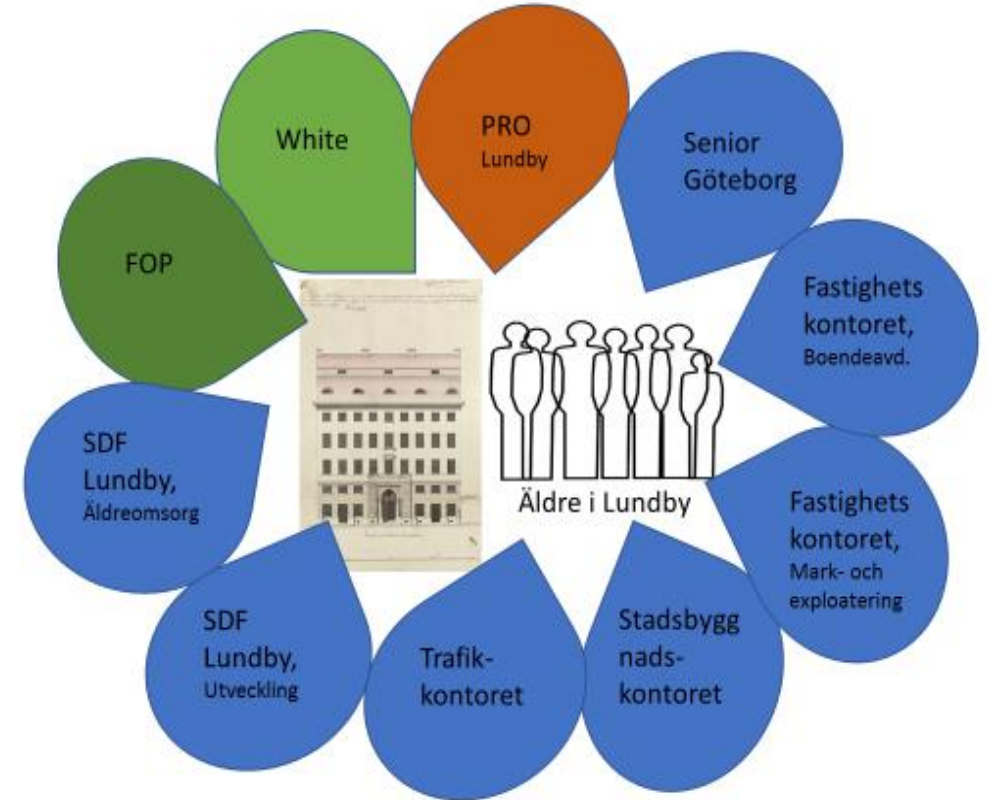 White
PRO
Lundby
Senior
Göteborg
Fastighets
kontoret,
Boendeavd.
Fastighets
kontoret,
Mark- och
exploatering
Stadsbygg
nads-
kontoret
Trafik-
kontoret
SDF
Lundby,
Utveckling
SDF
Lundby,
Äldreomsorg
FOP
Äldre i Lundby